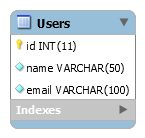 Users
id INT(11)
name VARCHAR(50)
email VARCHAR(100)
Indexes